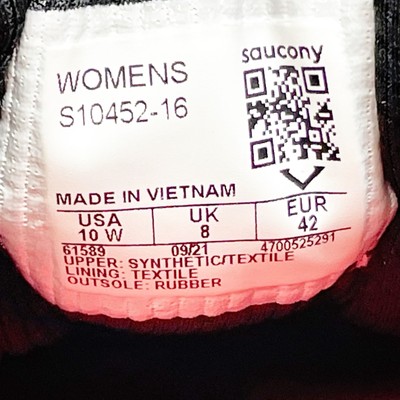 saucony
WOMENS
S10452-16
MADE IN VIETNAM
USA UK EUR
10 W 8 42
61589 09/21 4700525291
UPPER: SYNTHETIC/TEXTILE
LINING: TEXTILE
OUTSOLE: RUBBER